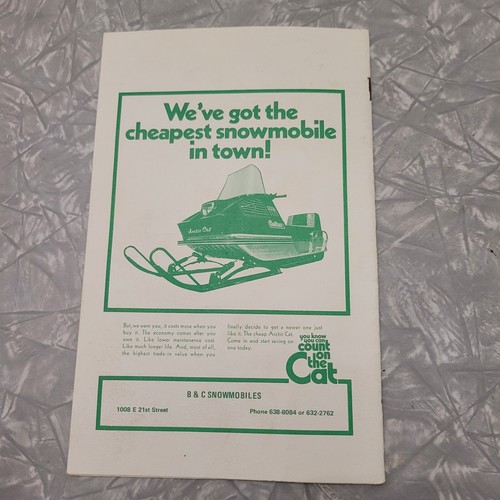 We've got the
cheapest snowmobile
in town!
Arctic Cat
But, we warn you, it costs more when you
buy it. The economy comes after you
own it. Like lower maintenance cost.
Like much longer life. And, most of all,
the highest trade-in value when you
finally decide to get a newer one just
like it. The cheap Arctic Cat.
Come in and start saving on
one today.
you know
you can
count
on
the
Cat
B & C SNOWMOBILES
1008 E 21st Street
Phone 638-8084 or 632-2762